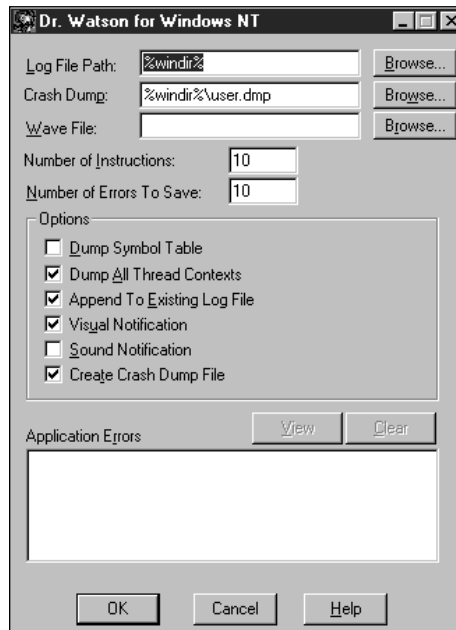 Dr. Watson for Windows NT
Log File Path: %windir% Browse...
Crash Dump: %windir%\user.dmp Browse...
Wave File: Browse...
Number of Instructions: 10
Number of Errors To Save: 10
Options
Dump Symbol Table
Dump All Thread Contexts
Append To Existing Log File
Visual Notification
Sound Notification
Create Crash Dump File
Application Errors View Clear
OK Cancel Help